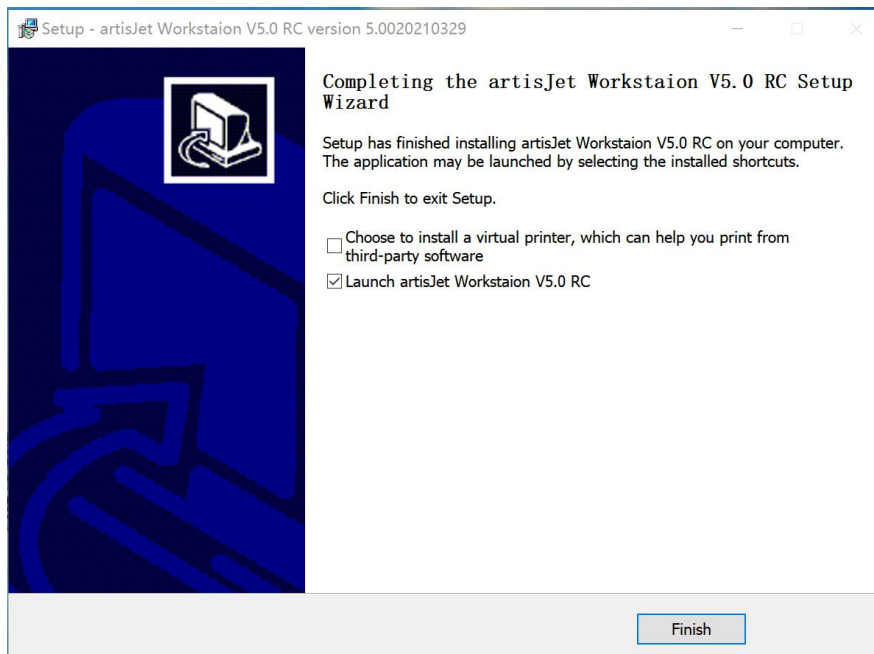 Setup - artisJet Workstaion V5.0 RC version 5.0020210329
Completing the artisJet Workstaion V5.0 RC Setup
Wizard
Setup has finished installing artisJet Workstaion V5.0 RC on your computer.
The application may be launched by selecting the installed shortcuts.
Click Finish to exit Setup.
Choose to install a virtual printer, which can help you print from
third-party software
Launch artisJet Workstaion V5.0 RC
Finish